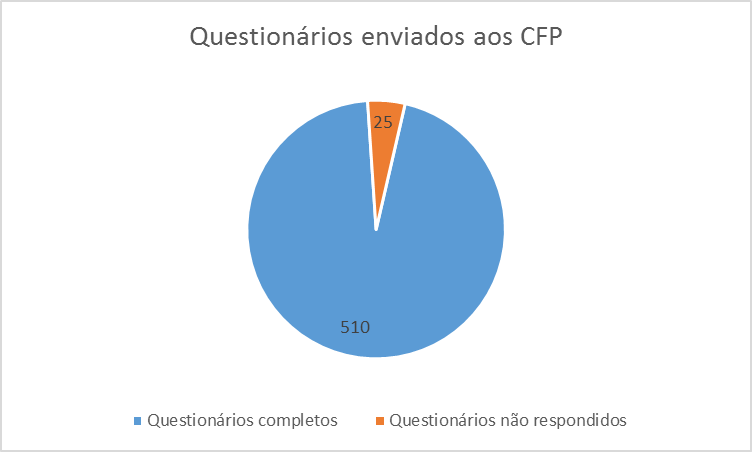 Questionários enviados aos CFP
25
510
Questionários completos
Questionários não respondidos